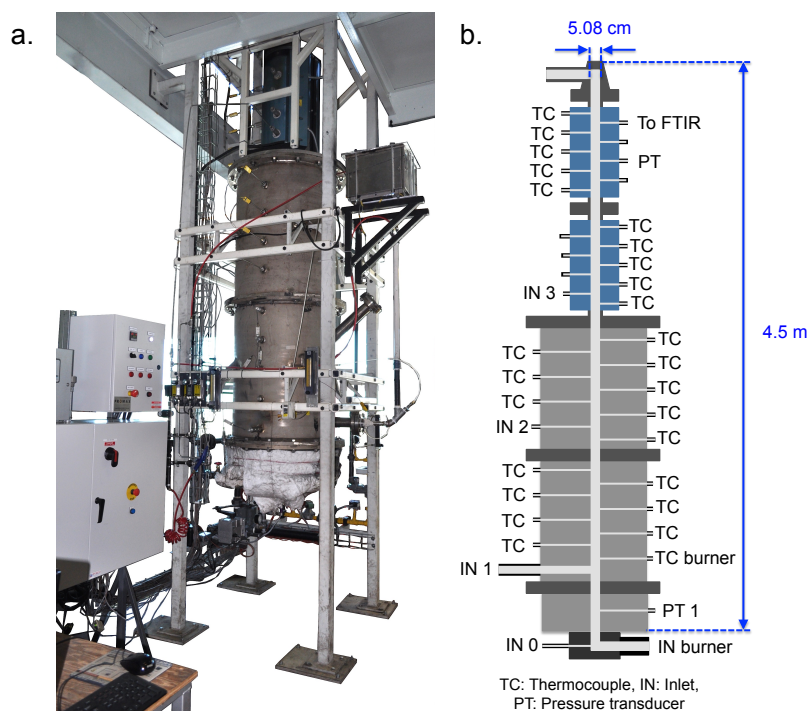 a.
b.
5.08 cm
TC
TC
TC
TC
To FTIR
PT
TC
TC
TC
TC
IN 3
TC
4.5 m
TC
TC
TC
IN 2
TC
TC
TC
TC
TC
TC
TC
TC
TC
TC
TC
TC
TC burner
IN 1
PT 1
IN 0
IN burner
TC: Thermocouple, IN: Inlet,
PT: Pressure transducer